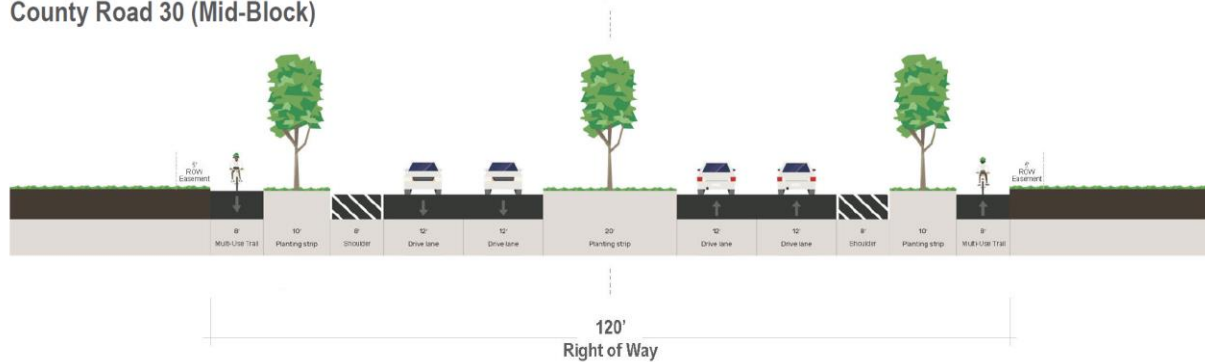 County Road 30 (Mid-Block)
6'
ROW
Easement
6'
ROW
Easement
8' 10' 8' 12' 12' 20' 12' 12' 8' 10' 8'
Multi-Use Trail Planting strip Shoulder Drive lane Drive lane Planting strip Drive lane Drive lane Shoulder Planting strip Multi-Use Trail
120'
Right of Way